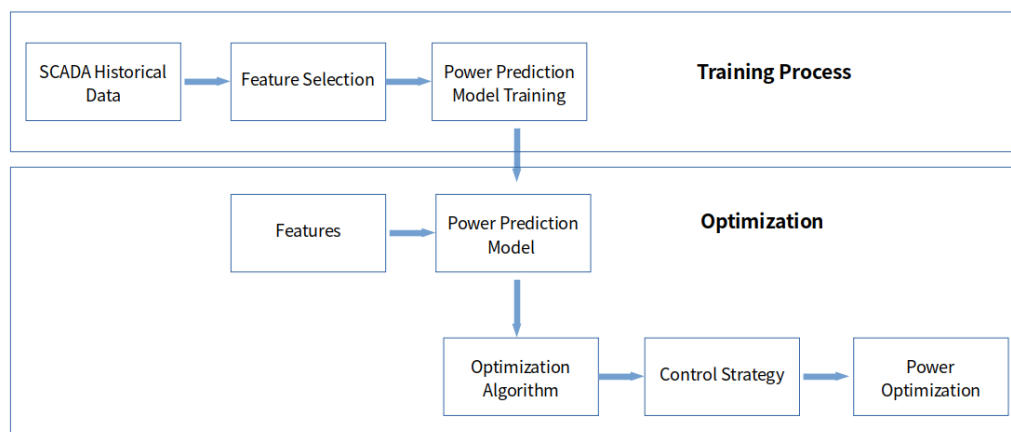 SCADA Historical
Data
Feature Selection
Power Prediction
Model Training
Training Process
Features
Power Prediction
Model
Optimization
Optimization
Algorithm
Control Strategy
Power
Optimization